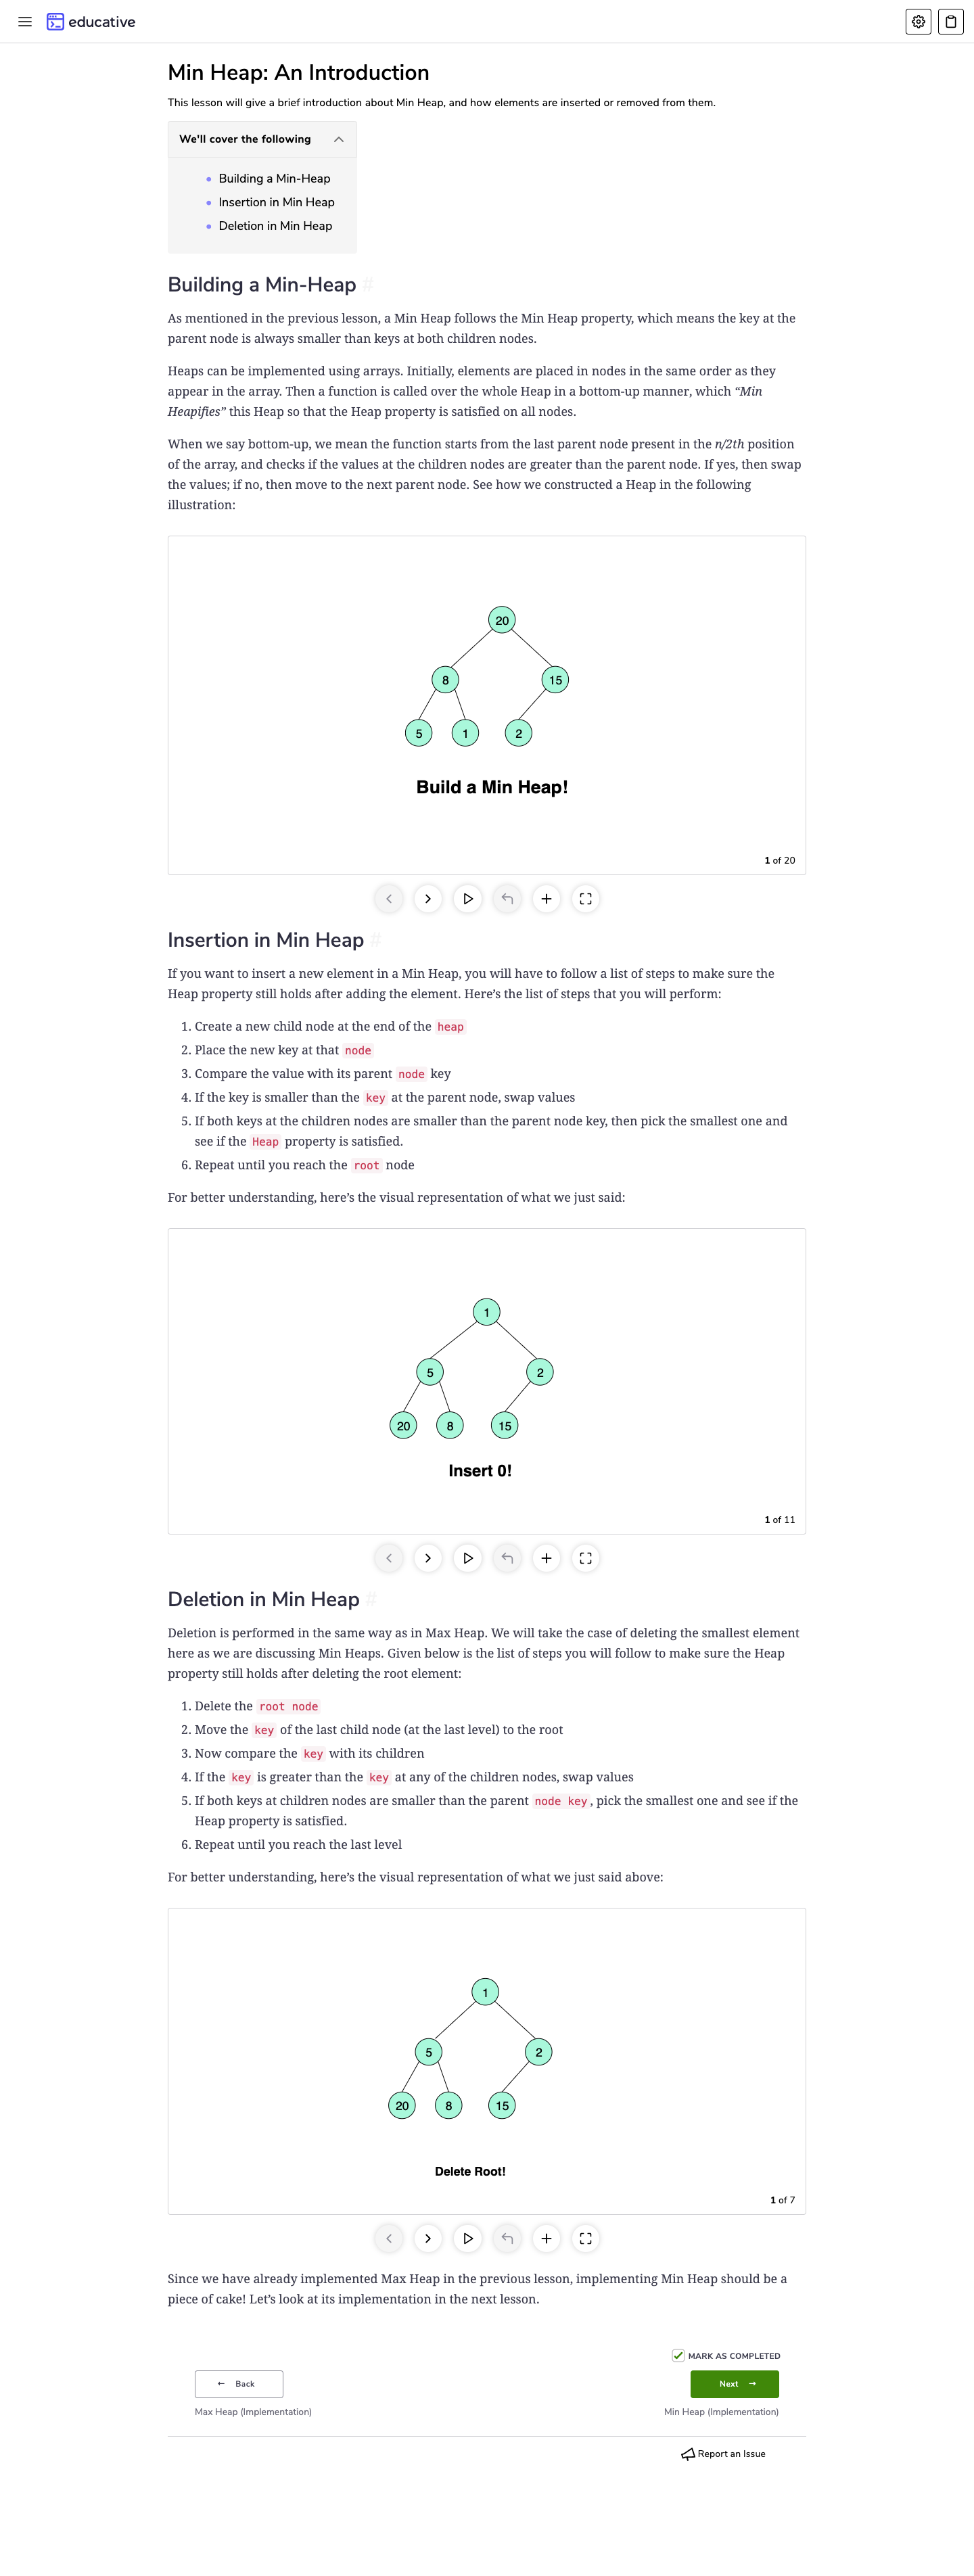 educative
Min Heap: An Introduction
This lesson will give a brief introduction about Min Heap, and how elements are inserted or removed from them.
We'll cover the following
Building a Min-Heap
Insertion in Min Heap
Deletion in Min Heap
Building a Min-Heap #
As mentioned in the previous lesson, a Min Heap follows the Min Heap property, which means the key at the
parent node is always smaller than keys at both children nodes.
Heaps can be implemented using arrays. Initially, elements are placed in nodes in the same order as they
appear in the array. Then a function is called over the whole Heap in a bottom-up manner, which “Min
Heapifies” this Heap so that the Heap property is satisfied on all nodes.
When we say bottom-up, we mean the function starts from the last parent node present in the n/2th position
of the array, and checks if the values at the children nodes are greater than the parent node. If yes, then swap
the values; if no, then move to the next parent node. See how we constructed a Heap in the following
illustration:
20
8 15
5 1 2
Build a Min Heap!
1 of 20
Insertion in Min Heap #
If you want to insert a new element in a Min Heap, you will have to follow a list of steps to make sure the
Heap property still holds after adding the element. Here’s the list of steps that you will perform:
1. Create a new child node at the end of the heap
2. Place the new key at that node
3. Compare the value with its parent node key
4. If the key is smaller than the key at the parent node, swap values
5. If both keys at the children nodes are smaller than the parent node key, then pick the smallest one and
see if the Heap property is satisfied.
6. Repeat until you reach the root node
For better understanding, here’s the visual representation of what we just said:
1
5 2
20 8 15
Insert 0!
1 of 11
Deletion in Min Heap #
Deletion is performed in the same way as in Max Heap. We will take the case of deleting the smallest element
here as we are discussing Min Heaps. Given below is the list of steps you will follow to make sure the Heap
property still holds after deleting the root element:
1. Delete the root node
2. Move the key of the last child node (at the last level) to the root
3. Now compare the key with its children
4. If the key is greater than the key at any of the children nodes, swap values
5. If both keys at children nodes are smaller than the parent node key, pick the smallest one and see if the
Heap property is satisfied.
6. Repeat until you reach the last level
For better understanding, here’s the visual representation of what we just said above:
1
5 2
20 8 15
Delete Root!
1 of 7
Since we have already implemented Max Heap in the previous lesson, implementing Min Heap should be a
piece of cake! Let’s look at its implementation in the next lesson.
MARK AS COMPLETED
← Back
Next →
Max Heap (Implementation)
Min Heap (Implementation)
Report an Issue